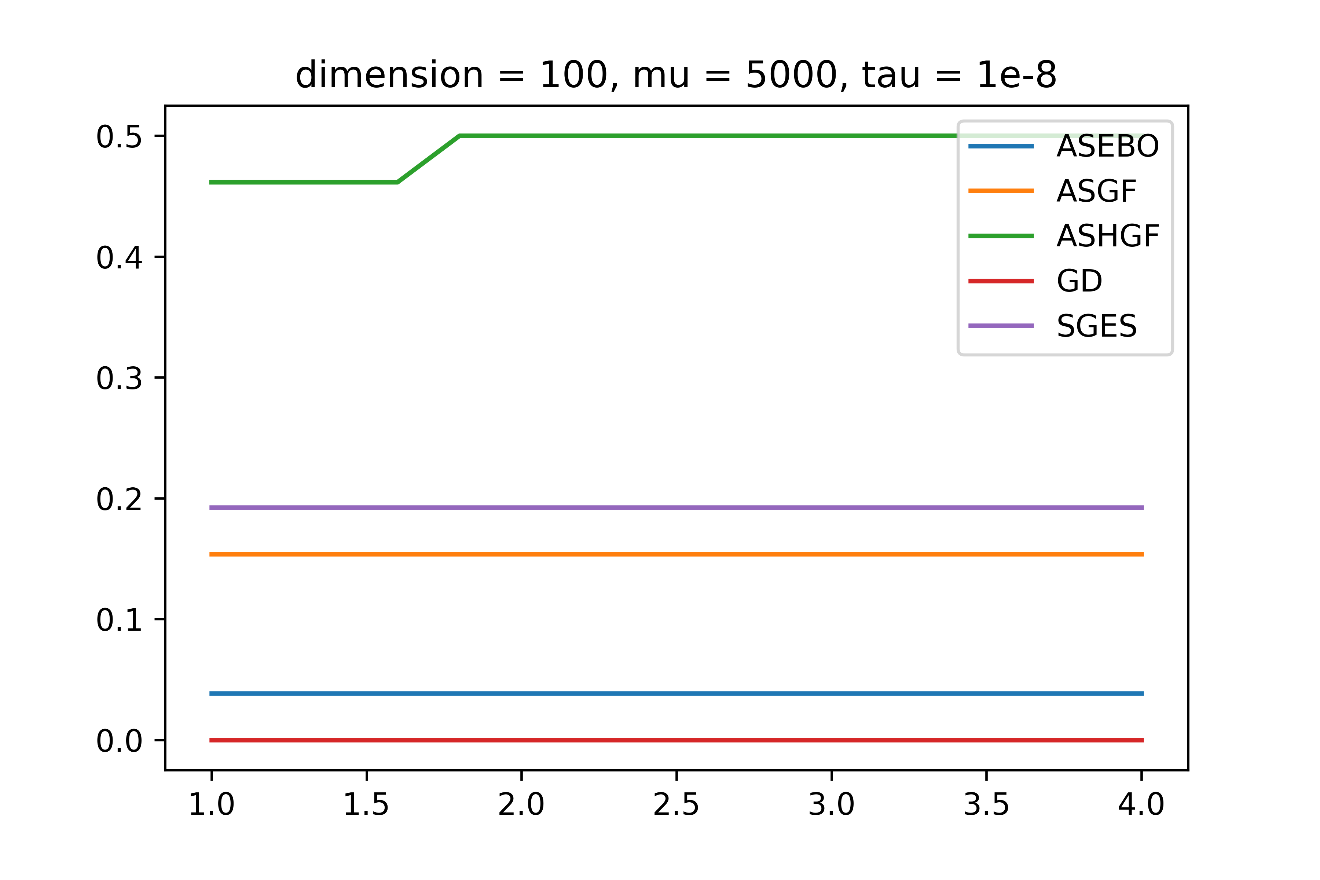 dimension = 100, mu = 5000, tau = 1e-8
0.5
0.4
0.3
0.2
0.1
0.0
ASEBO
ASGF
ASHGF
GD
SGES
1.0 1.5 2.0 2.5 3.0 3.5 4.0